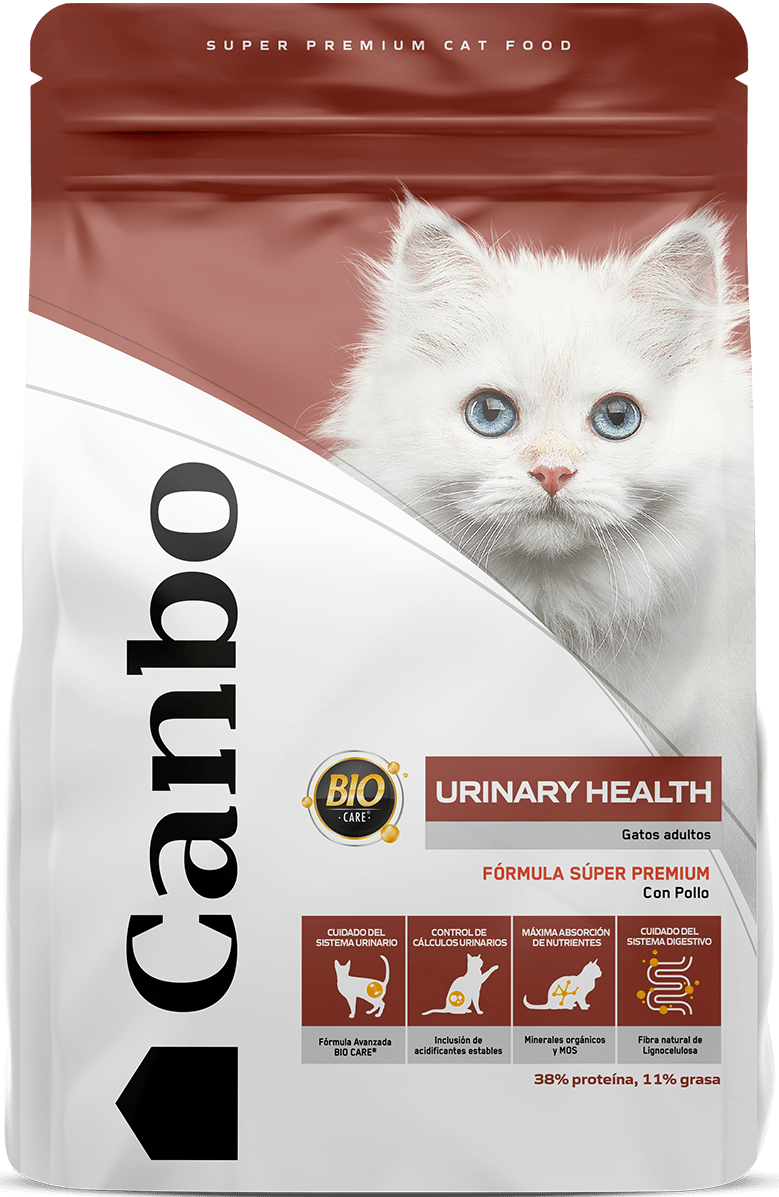 SUPER PREMIUM CAT FOOD
Canbo
BIO
·CARE®·
URINARY HEALTH
Gatos adultos
FÓRMULA SÚPER PREMIUM
Con Pollo
CUIDADO DEL
SISTEMA URINARIO
Fórmula Avanzada
BIO CARE®
CONTROL DE
CÁLCULOS URINARIOS
Inclusión de
acidificantes estables
MÁXIMA ABSORCIÓN
DE NUTRIENTES
Minerales orgánicos
y MOS
CUIDADO DEL
SISTEMA DIGESTIVO
Fibra natural de
Lignocelulosa
38% proteína, 11% grasa